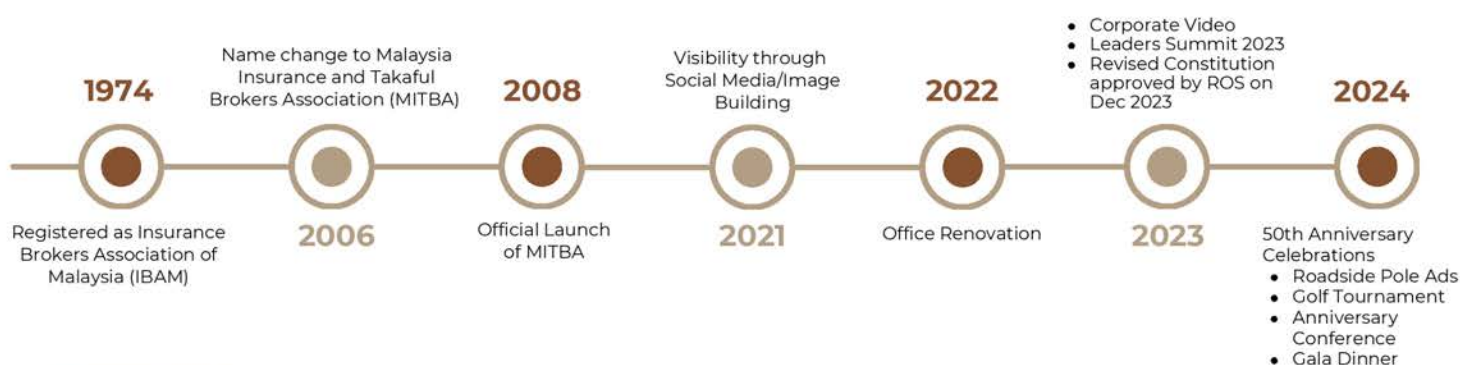 1974
Registered as Insurance
Brokers Association of
Malaysia (IBAM)
Name change to Malaysia
Insurance and Takaful
Brokers Association (MITBA)
2006
2008
Official Launch
of MITBA
Visibility through
Social Media/Image
Building
2021
2022
Office Renovation
• Corporate Video
• Leaders Summit 2023
• Revised Constitution
approved by ROS on
Dec 2023
2023
2024
50th Anniversary
Celebrations
• Roadside Pole Ads
• Golf Tournament
• Anniversary
Conference
• Gala Dinner